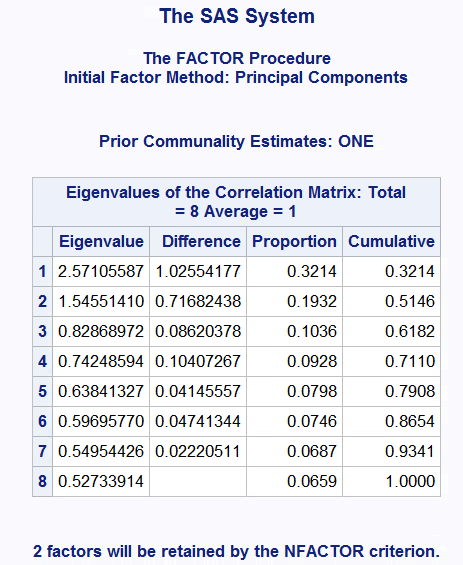 The SAS System
The FACTOR Procedure
Initial Factor Method: Principal Components
Prior Communality Estimates: ONE
Eigenvalues of the Correlation Matrix: Total
= 8 Average = 1
Eigenvalue Difference Proportion Cumulative
1 2.57105587 1.02554177 0.3214 0.3214
2 1.54551410 0.71682438 0.1932 0.5146
3 0.82868972 0.08620378 0.1036 0.6182
4 0.74248594 0.10407267 0.0928 0.7110
5 0.63841327 0.04145557 0.0798 0.7908
6 0.59695770 0.04741344 0.0746 0.8654
7 0.54954426 0.02220511 0.0687 0.9341
8 0.52733914 0.0659 1.0000
2 factors will be retained by the NFACTOR criterion.